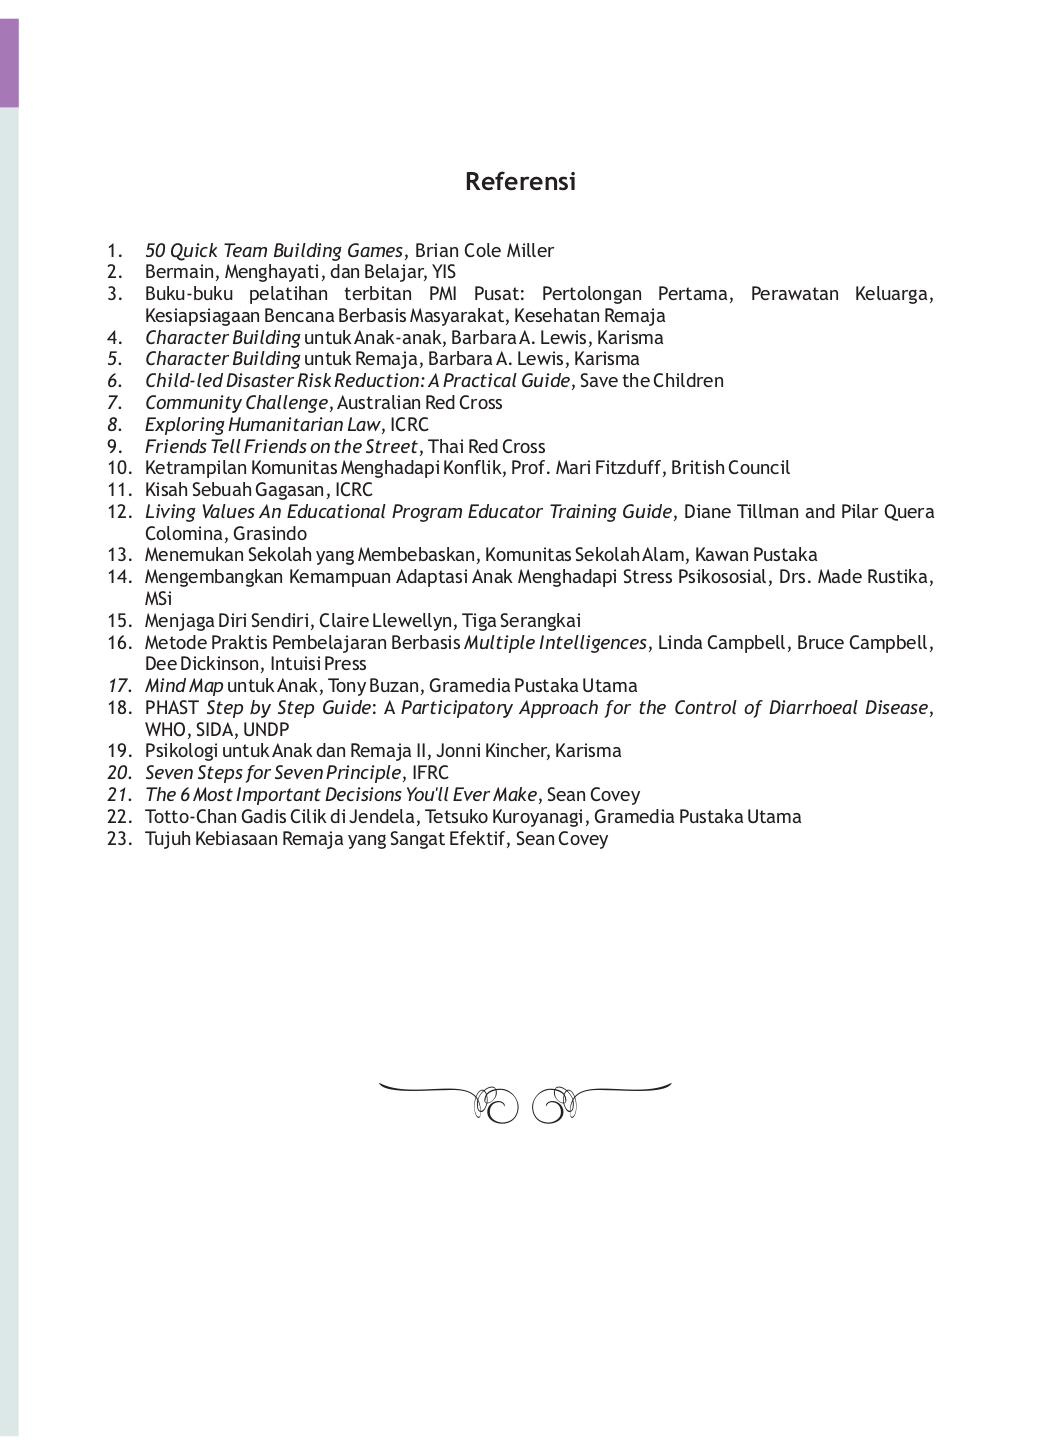 Referensi
1. 50 Quick Team Building Games, Brian Cole Miller
2. Bermain, Menghayati, dan Belajar, YIS
3. Buku-buku pelatihan terbitan PMI Pusat: Pertolongan Pertama, Perawatan Keluarga,
Kesiapsiagaan Bencana Berbasis Masyarakat, Kesehatan Remaja
4. Character Building untuk Anak-anak, Barbara A. Lewis, Karisma
5. Character Building untuk Remaja, Barbara A. Lewis, Karisma
6. Child-led Disaster Risk Reduction: A Practical Guide, Save the Children
7. Community Challenge, Australian Red Cross
8. Exploring Humanitarian Law, ICRC
9. Friends Tell Friends on the Street, Thai Red Cross
10. Ketrampilan Komunitas Menghadapi Konflik, Prof. Mari Fitzduff, British Council
11. Kisah Sebuah Gagasan, ICRC
12. Living Values An Educational Program Educator Training Guide, Diane Tillman and Pilar Quera
Colomina, Grasindo
13. Menemukan Sekolah yang Membebaskan, Komunitas Sekolah Alam, Kawan Pustaka
14. Mengembangkan Kemampuan Adaptasi Anak Menghadapi Stress Psikososial, Drs. Made Rustika,
MSi
15. Menjaga Diri Sendiri, Claire Llewellyn, Tiga Serangkai
16. Metode Praktis Pembelajaran Berbasis Multiple Intelligences, Linda Campbell, Bruce Campbell,
Dee Dickinson, Intuisi Press
17. Mind Map untuk Anak, Tony Buzan, Gramedia Pustaka Utama
18. PHAST Step by Step Guide: A Participatory Approach for the Control of Diarrhoeal Disease,
WHO, SIDA, UNDP
19. Psikologi untuk Anak dan Remaja II, Jonni Kincher, Karisma
20. Seven Steps for Seven Principle, IFRC
21. The 6 Most Important Decisions You'll Ever Make, Sean Covey
22. Totto-Chan Gadis Cilik di Jendela, Tetsuko Kuroyanagi, Gramedia Pustaka Utama
23. Tujuh Kebiasaan Remaja yang Sangat Efektif, Sean Covey